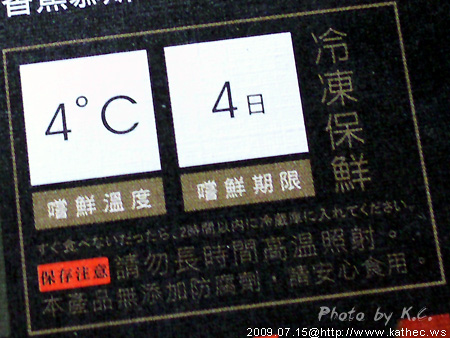 4°C
4日
冷凍保鮮
嚐鮮溫度
嚐鮮期限
すぐ食べないだったら、2時間以内に冷蔵庫に入れてください。
保存注意
請勿長時間高溫照射。
本產品無添加防腐劑，請安心食用。
Photo by K.C.
2009.07.15@http://www.kathec.ws